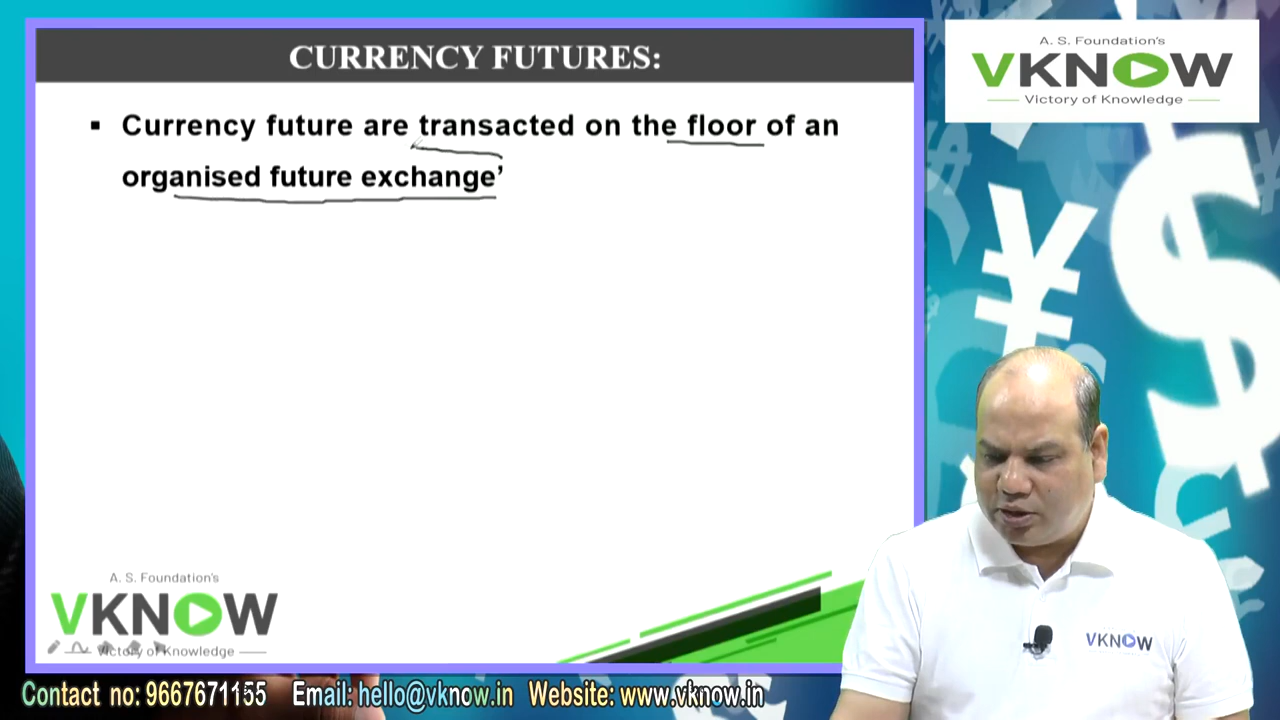 CURRENCY FUTURES:
A. S. Foundation's
VKNOW
Victory of Knowledge
▪ Currency future are transacted on the floor of an
organised future exchange’
A. S. Foundation's
VKNOW
Victory of Knowledge
VKNOW
Contact no: 9667671155 Email: hello@vknow.in Website: www.vknow.in